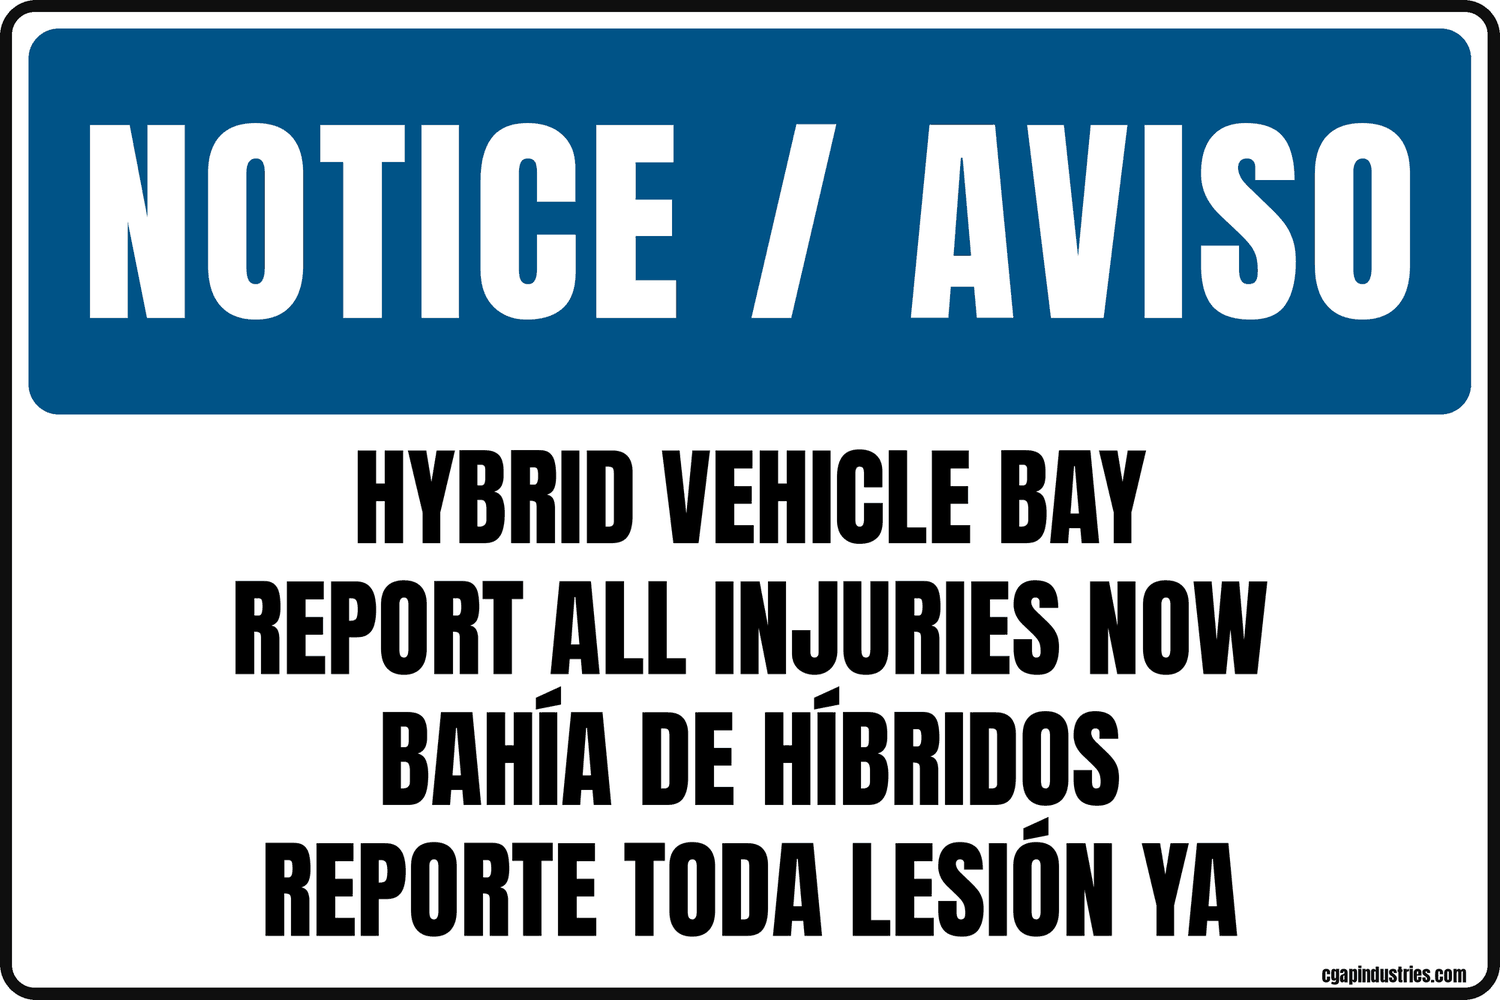 NOTICE / AVISO
HYBRID VEHICLE BAY
REPORT ALL INJURIES NOW
BAHÍA DE HÍBRIDOS
REPORTE TODA LESIÓN YA
cgapindustries.com